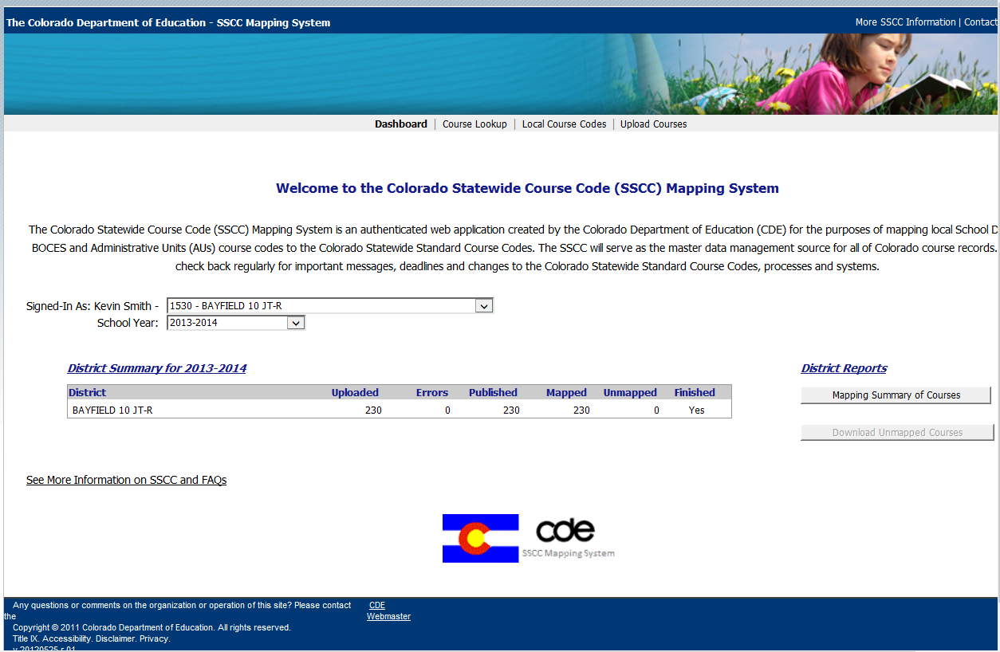 The Colorado Department of Education - SSCC Mapping System
More SSCC Information | Contact
Dashboard | Course Lookup | Local Course Codes | Upload Courses
Welcome to the Colorado Statewide Course Code (SSCC) Mapping System
The Colorado Statewide Course Code (SSCC) Mapping System is an authenticated web application created by the Colorado Department of Education (CDE) for the purposes of mapping local School D
BOCES and Administrative Units (AUs) course codes to the Colorado Statewide Standard Course Codes. The SSCC will serve as the master data management source for all of Colorado course records.
check back regularly for important messages, deadlines and changes to the Colorado Statewide Standard Course Codes, processes and systems.
Signed-In As: Kevin Smith - 1530 - BAYFIELD 10 JT-R
School Year: 2013-2014
District Summary for 2013-2014
District Reports
District Uploaded Errors Published Mapped Unmapped Finished
BAYFIELD 10 JT-R 230 0 230 230 0 Yes
Mapping Summary of Courses
Download Unmapped Courses
See More Information on SSCC and FAQs
cde
SSCC Mapping System
Any questions or comments on the organization or operation of this site? Please contact
the
CDE
Webmaster
Copyright © 2011 Colorado Department of Education. All rights reserved.
Title IX. Accessibility. Disclaimer. Privacy.
v 20120525 r 01